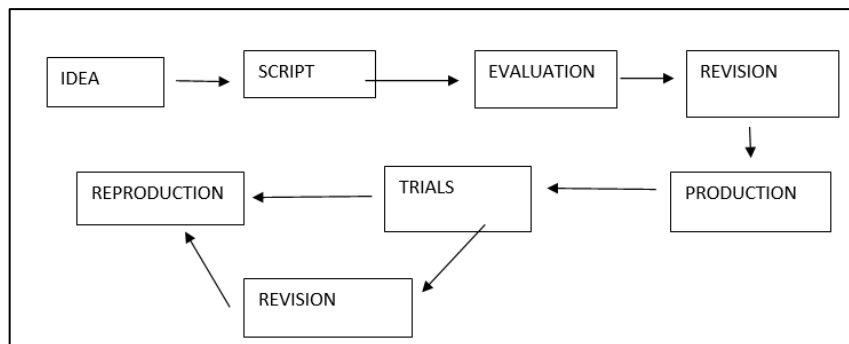 IDEA
SCRIPT
EVALUATION
REVISION
PRODUCTION
TRIALS
REPRODUCTION
REVISION